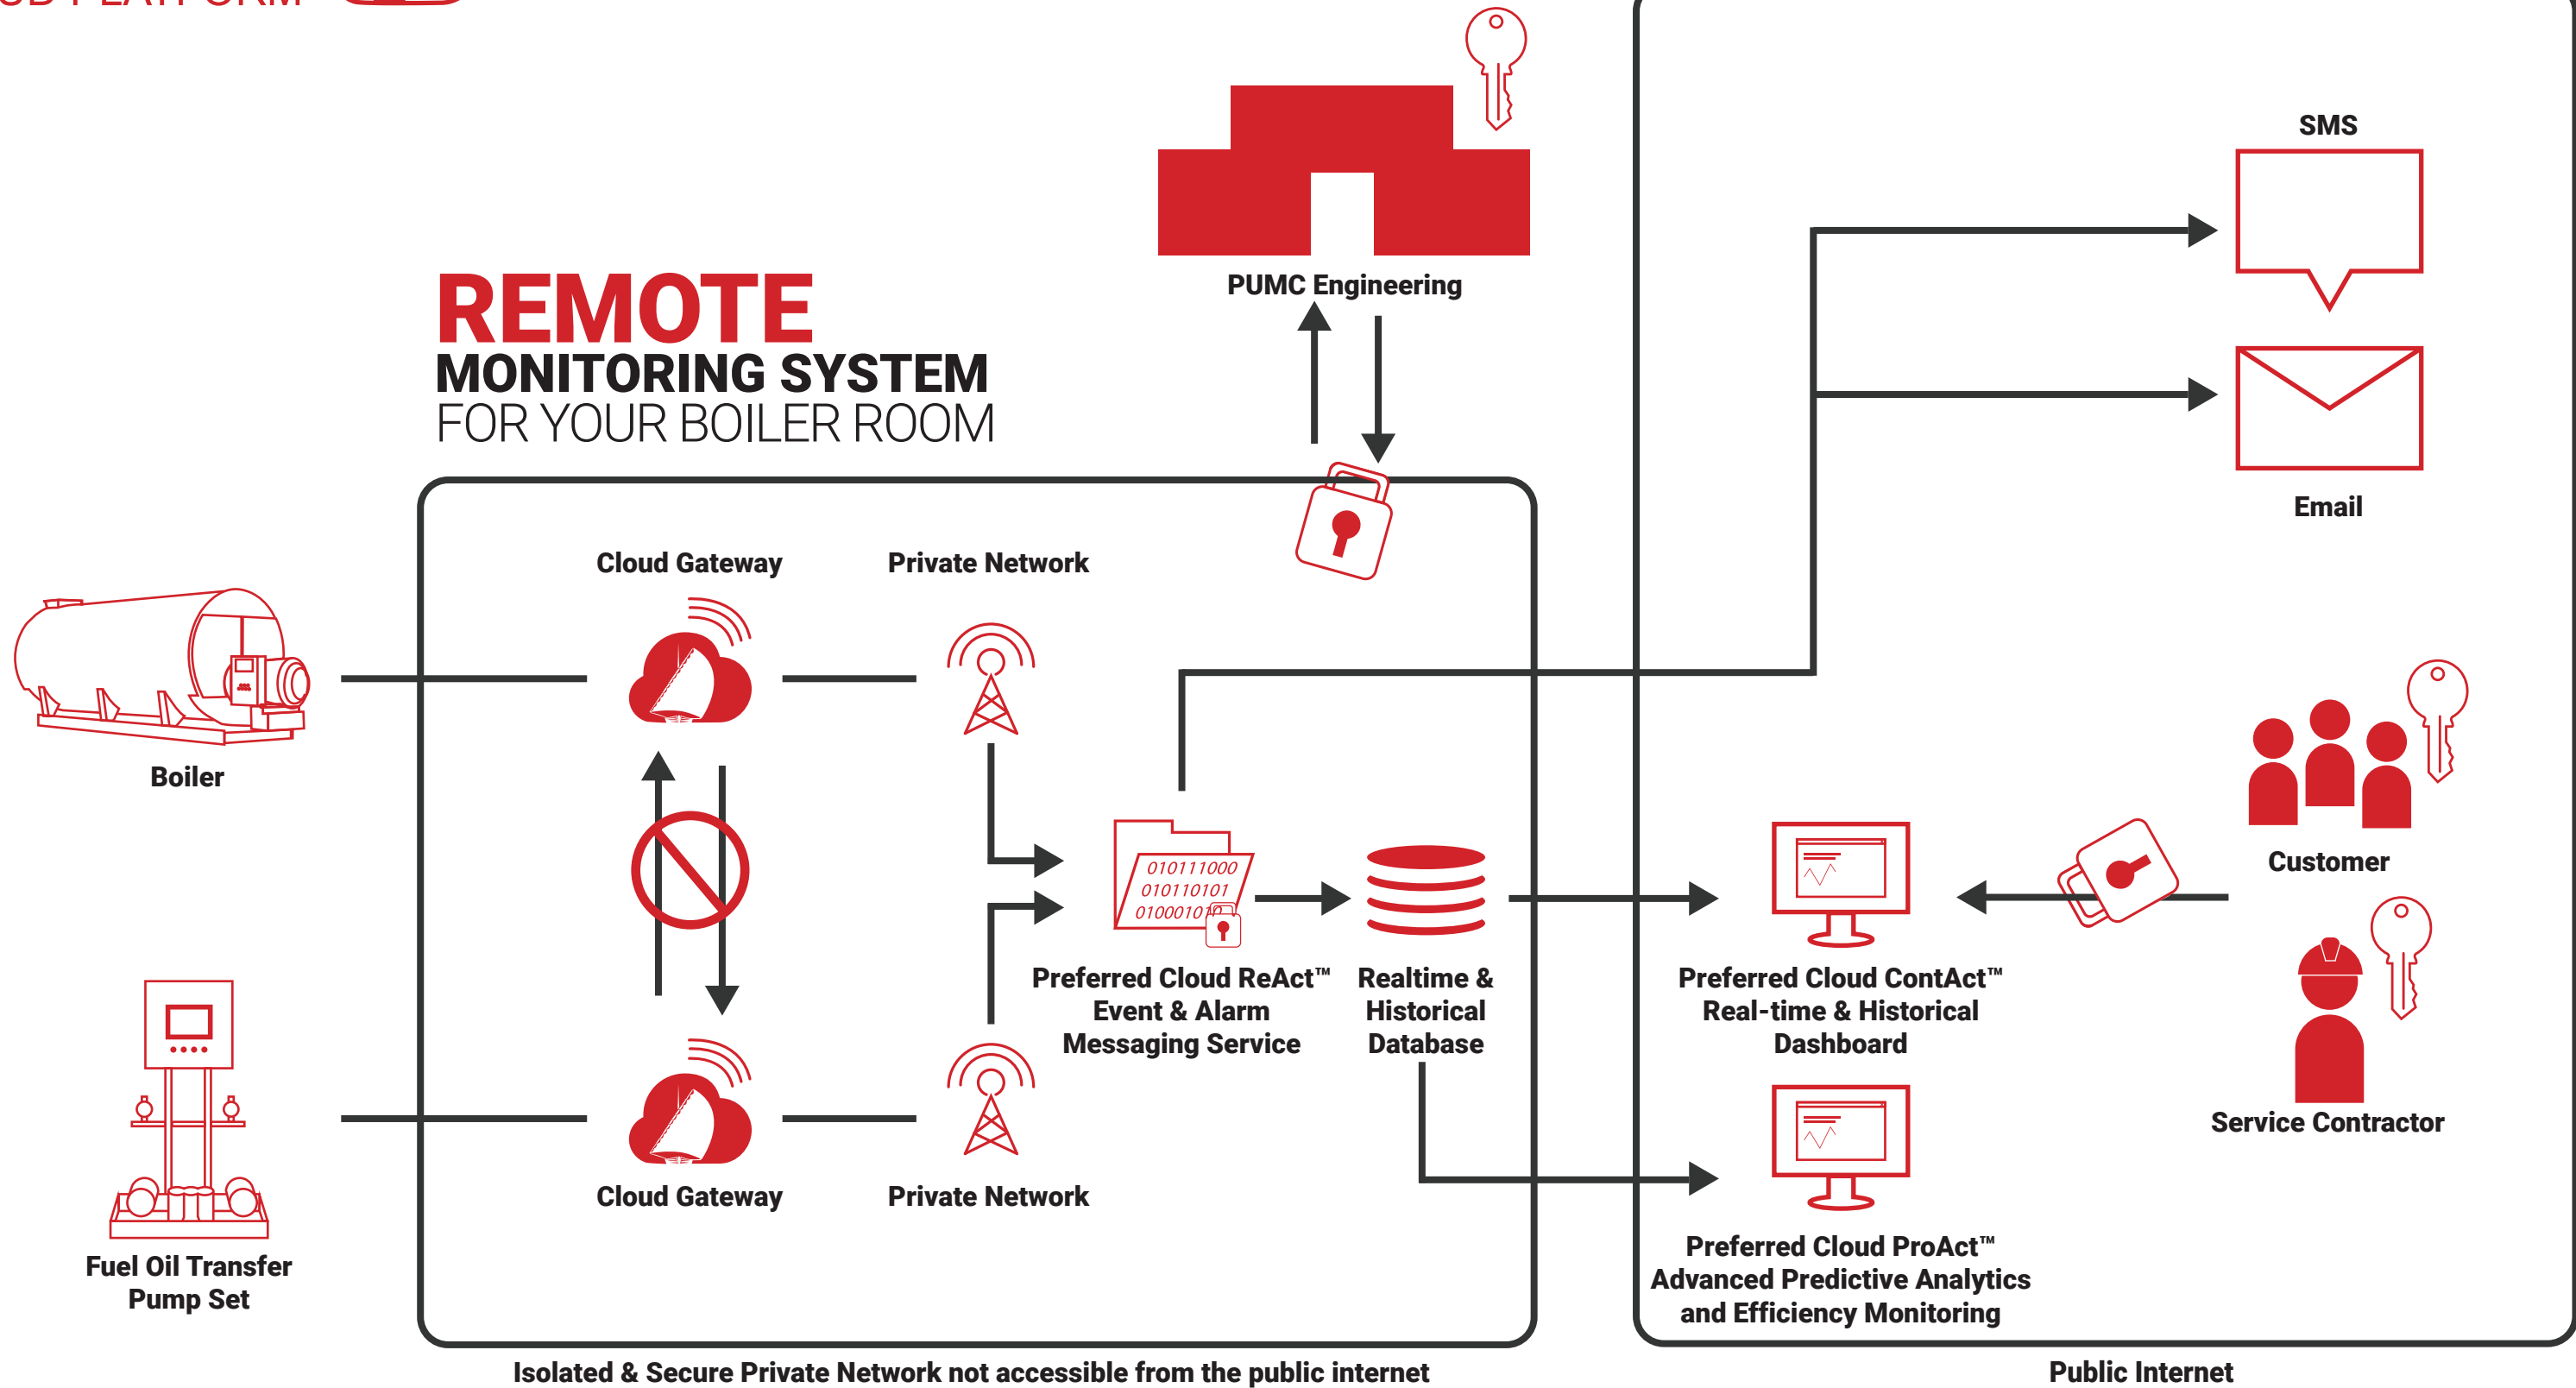 PLATFORM
SMS
PUMC Engineering
REMOTE
MONITORING SYSTEM
FOR YOUR BOILER ROOM
Email
Cloud Gateway
Private Network
Boiler
Customer
010111000
010110101
Preferred Cloud ReAct™
Event & Alarm
Messaging Service
Realtime &
Historical
Database
Preferred Cloud ContAct™
Real-time & Historical
Dashboard
Service Contractor
Cloud Gateway
Private Network
Fuel Oil Transfer
Pump Set
Preferred Cloud ProAct™
Advanced Predictive Analytics
and Efficiency Monitoring
Isolated & Secure Private Network not accessible from the public internet
Public Internet